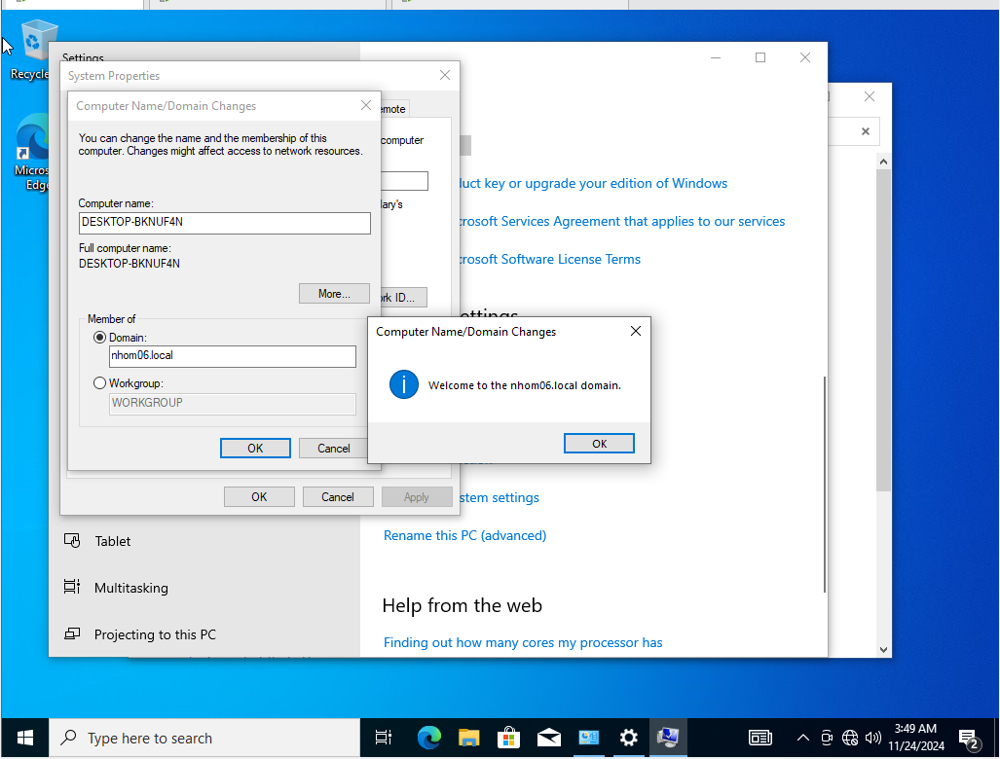 Recycle
Micros
Edge
Settings
System Properties
Computer Name/Domain Changes
emote
You can change the name and the membership of this
computer. Changes might affect access to network resources.
computer
Computer name:
DESKTOP-BKNUF4N
lary's
Full computer name:
DESKTOP-BKNUF4N
More...
ork ID...
Member of
Domain:
nhom06.local
Workgroup:
WORKGROUP
OK
Cancel
OK
Cancel
Apply
Computer Name/Domain Changes
Welcome to the nhom06.local domain.
OK
duct key or upgrade your edition of Windows
crosoft Services Agreement that applies to our services
crosoft Software License Terms
ettings
stem settings
Rename this PC (advanced)
Help from the web
Finding out how many cores my processor has
Tablet
Multitasking
Projecting to this PC
Type here to search
3:49 AM
11/24/2024
2